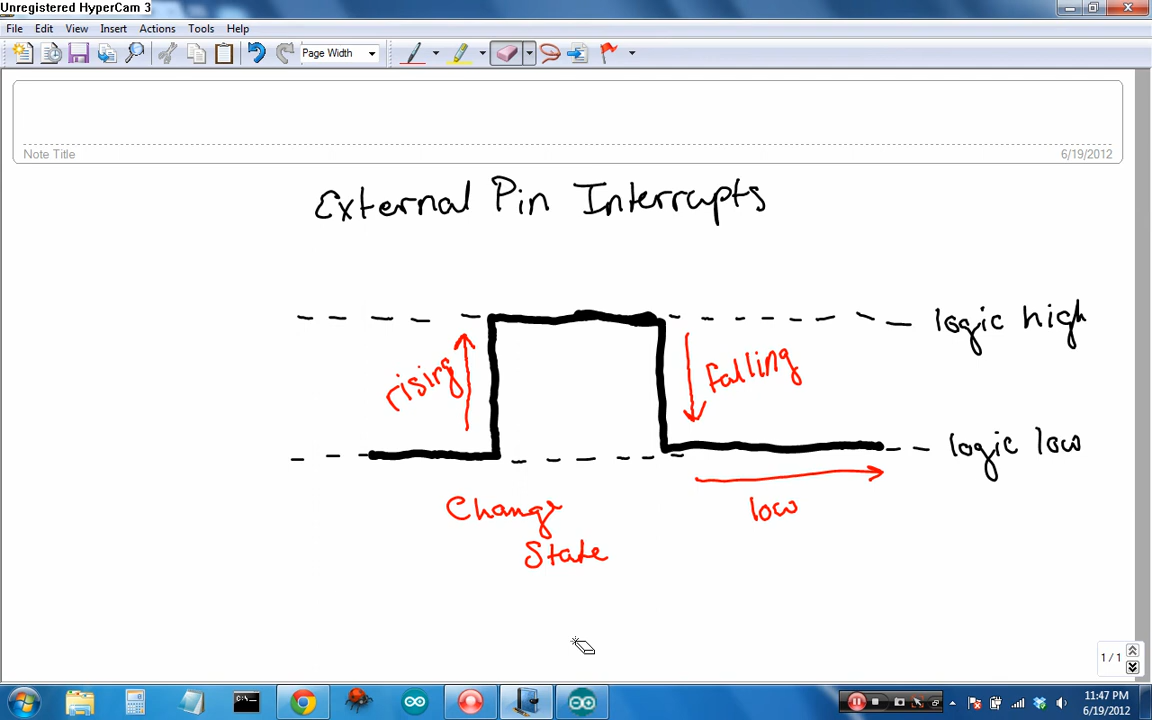 Unregistered HyperCam 3
File Edit View Insert Actions Tools Help
Page Width
Note Title
6/19/2012
External Pin Interrupts
logic high
rising
falling
logic low
Change
State
low
1 / 1
C:\
11:47 PM
6/19/2012